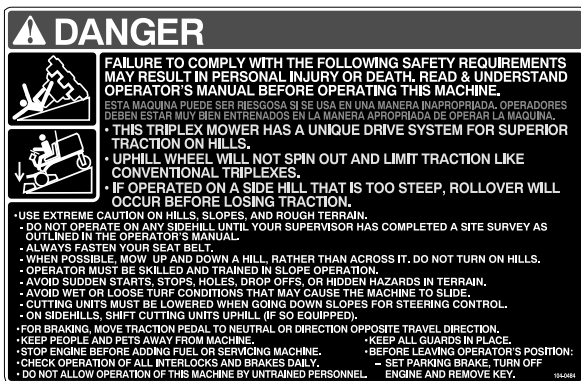 DANGER
FAILURE TO COMPLY WITH THE FOLLOWING SAFETY REQUIREMENTS
MAY RESULT IN PERSONAL INJURY OR DEATH. READ & UNDERSTAND
OPERATOR'S MANUAL BEFORE OPERATING THIS MACHINE.
ESTA MAQUINA PUEDE SER RIESGOSA SI SE USA EN UNA MANERA INAPROPRIADA. OPERADORES
DEBEN ESTAR MUY BIEN ENTRENADOS EN LA MANERA APROPRIADA DE OPERAR LA MAQUINA.
• THIS TRIPLEX MOWER HAS A UNIQUE DRIVE SYSTEM FOR SUPERIOR
TRACTION ON HILLS.
• UPHILL WHEEL WILL NOT SPIN OUT AND LIMIT TRACTION LIKE
CONVENTIONAL TRIPLEXES.
• IF OPERATED ON A SIDE HILL THAT IS TOO STEEP, ROLLOVER WILL
OCCUR BEFORE LOSING TRACTION.
•USE EXTREME CAUTION ON HILLS, SLOPES, AND ROUGH TERRAIN.
- DO NOT OPERATE ON ANY SIDEHILL UNTIL YOUR SUPERVISOR HAS COMPLETED A SITE SURVEY AS
OUTLINED IN THE OPERATOR'S MANUAL.
- ALWAYS FASTEN YOUR SEAT BELT.
- WHEN POSSIBLE, MOW UP AND DOWN A HILL, RATHER THAN ACROSS IT. DO NOT TURN ON HILLS.
- OPERATOR MUST BE SKILLED AND TRAINED IN SLOPE OPERATION.
- AVOID SUDDEN STARTS, STOPS, HOLES, DROP OFFS, OR HIDDEN HAZARDS IN TERRAIN.
- AVOID WET OR LOOSE TURF CONDITIONS THAT MAY CAUSE THE MACHINE TO SLIDE.
- CUTTING UNITS MUST BE LOWERED WHEN GOING DOWN SLOPES FOR STEERING CONTROL.
- ON SIDEHILLS, SHIFT CUTTING UNITS UPHILL (IF SO EQUIPPED).
•FOR BRAKING, MOVE TRACTION PEDAL TO NEUTRAL OR DIRECTION OPPOSITE TRAVEL DIRECTION.
•KEEP PEOPLE AND PETS AWAY FROM MACHINE.
•STOP ENGINE BEFORE ADDING FUEL OR SERVICING MACHINE.
•CHECK OPERATION OF ALL INTERLOCKS AND BRAKES DAILY.
• DO NOT ALLOW OPERATION OF THIS MACHINE BY UNTRAINED PERSONNEL.
•KEEP ALL GUARDS IN PLACE.
•BEFORE LEAVING OPERATOR'S POSITION:
– SET PARKING BRAKE, TURN OFF
ENGINE AND REMOVE KEY.
104-0484